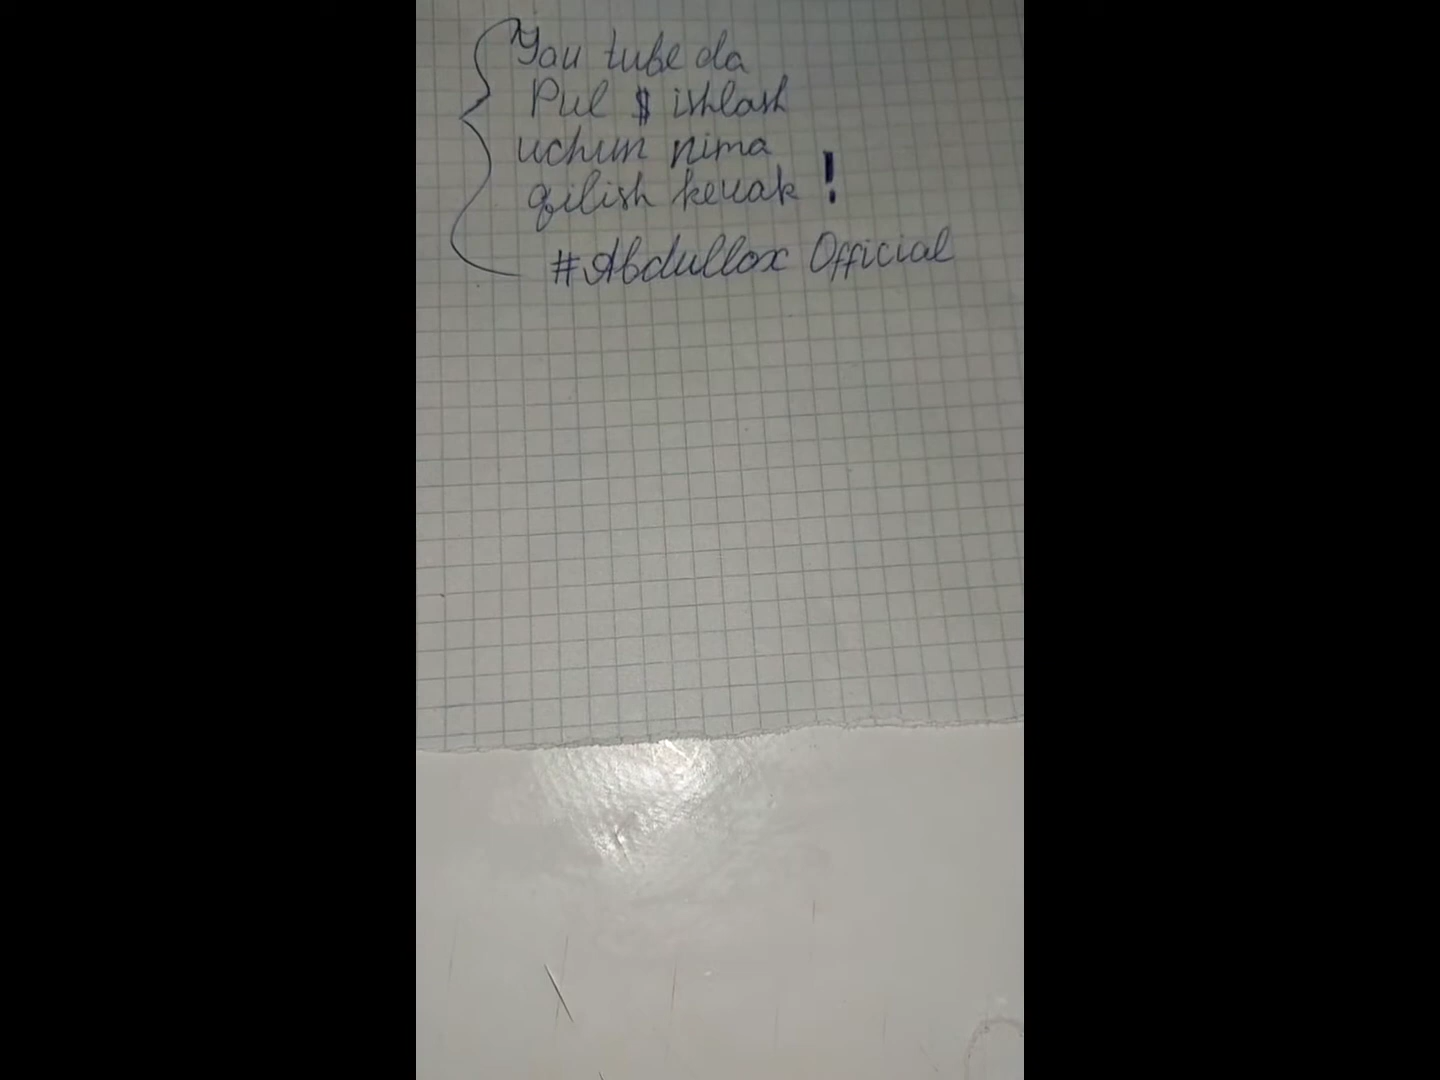 You tube da
Pul $ ishlash
uchun nima
qilish kerak !
#Abdullox Official